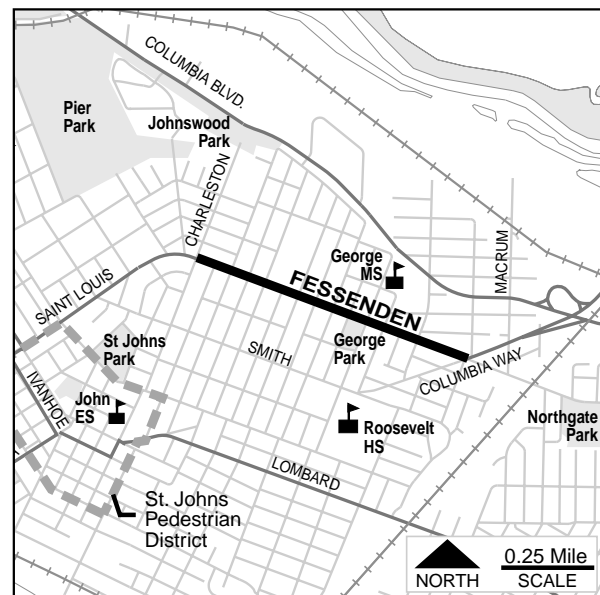 COLUMBIA BLVD.
Pier
Park
Johnswood
Park
CHARLESTON
George
MS
MACRUM
FESSENDEN
SAINT LOUIS
St Johns
Park
SMITH
George
Park
COLUMBIA WAY
IVANHOE
John
ES
Roosevelt
HS
Northgate
Park
LOMBARD
St. Johns
Pedestrian
District
0.25 Mile
NORTH
SCALE